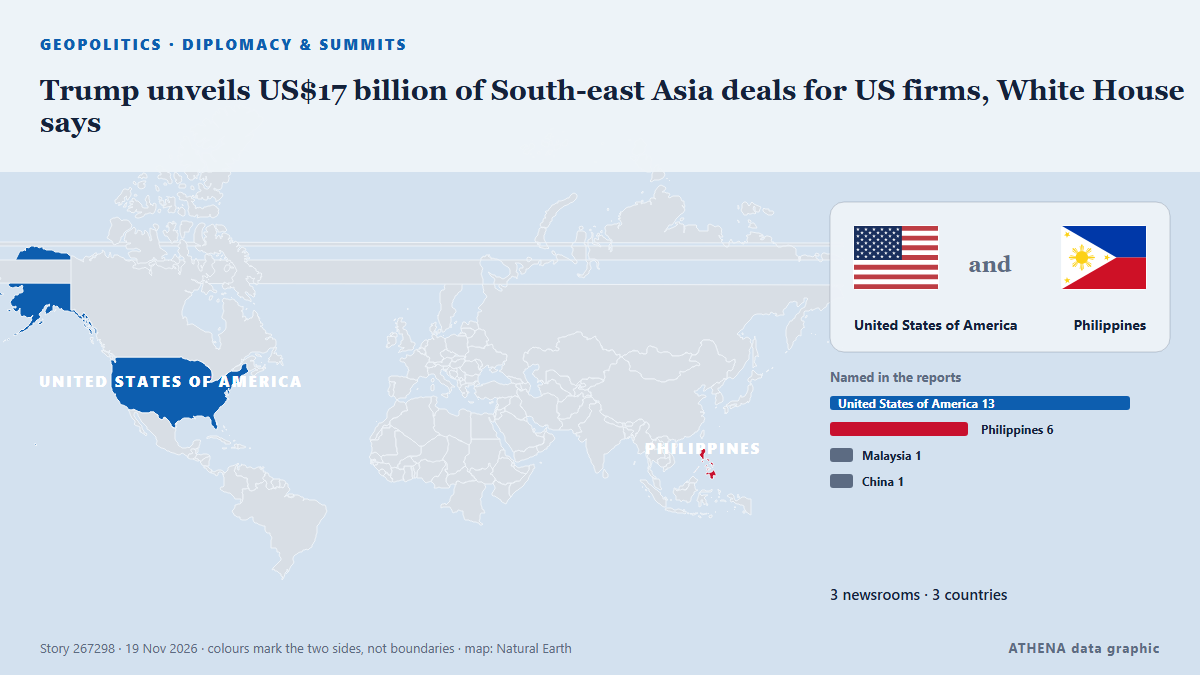 GEOPOLITICS · DIPLOMACY & SUMMITS
Trump unveils US$17 billion of South-east Asia deals for US firms, White House
says
and
United States of America
Philippines
UNITED STATES OF AMERICA
PHILIPPINES
Named in the reports
United States of America 13
Philippines 6
Malaysia 1
China 1
3 newsrooms · 3 countries
Story 267298 · 19 Nov 2026 · colours mark the two sides, not boundaries · map: Natural Earth
ATHENA data graphic